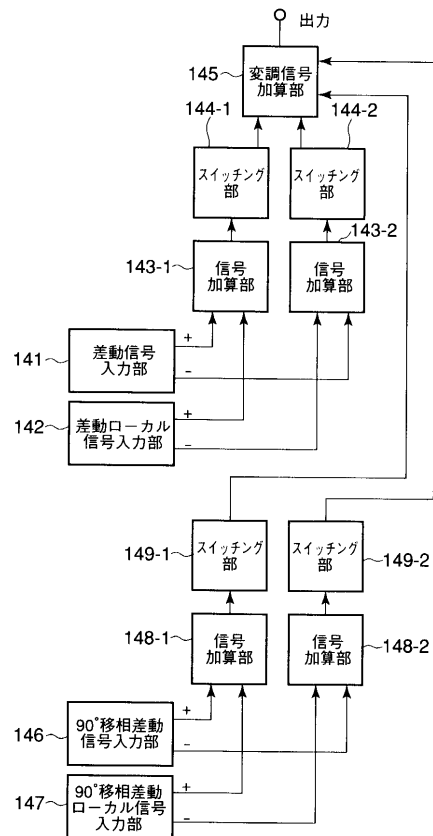 出力
145
変調信号
加算部
144-1
144-2
スイッチング
部
スイッチング
部
143-1
信号
加算部
143-2
信号
加算部
141
差動信号
入力部
+
-
142
差動ローカル
信号入力部
+
-
149-1
スイッチング
部
スイッチング
部
149-2
148-1
信号
加算部
信号
加算部
148-2
146
90°移相差動
信号入力部
+
-
147
90°移相差動
ローカル信号
入力部
+
-